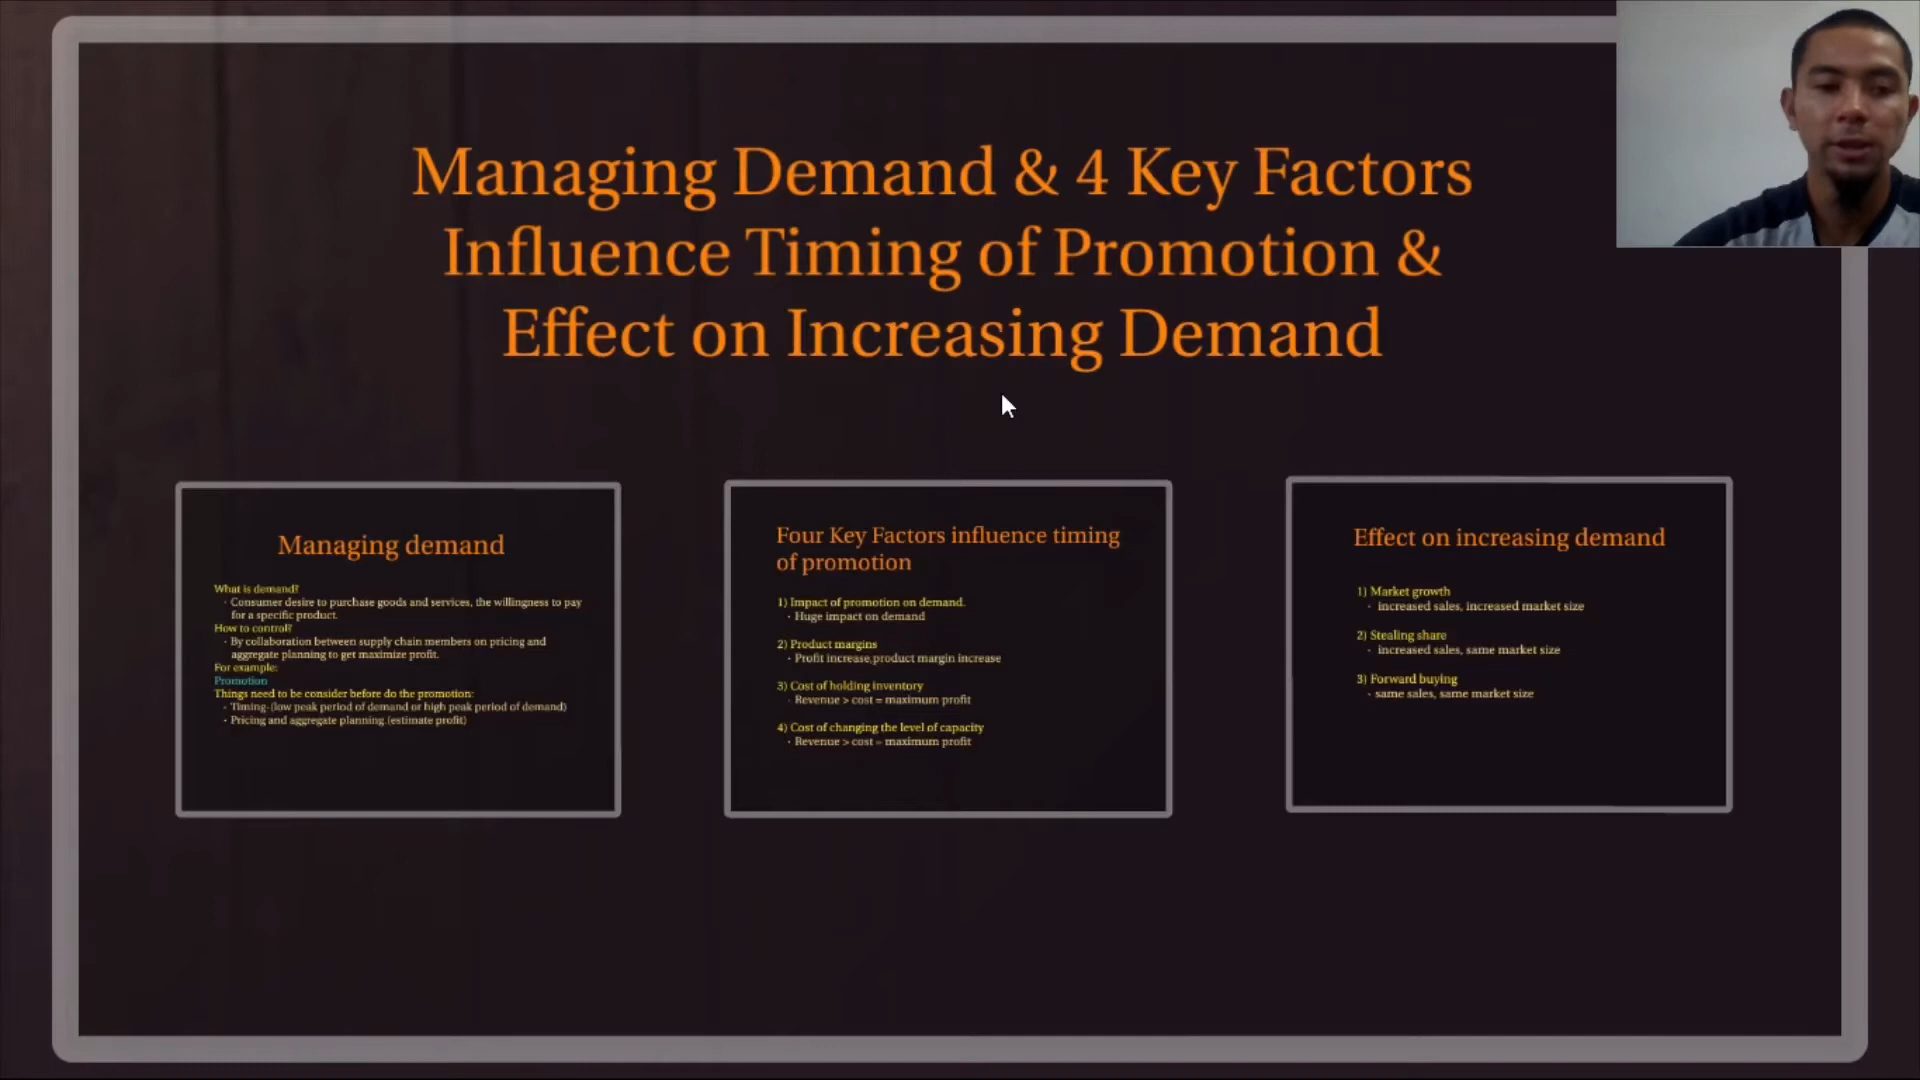 Managing Demand & 4 Key Factors
Influence Timing of Promotion &
Effect on Increasing Demand
Managing demand
What is demand?
- Consumer desire to purchase goods and services, the willingness to pay
for a specific product.
How to control?
- By collaboration between supply chain members on pricing and
aggregate planning to get maximize profit.
For example:
Promotion
Things need to be consider before do the promotion:
- Timing-(low peak period of demand or high peak period of demand)
- Pricing and aggregate planning.(estimate profit)
Four Key Factors influence timing
of promotion
1) Impact of promotion on demand.
- Huge impact on demand
2) Product margins
- Profit increase,product margin increase
3) Cost of holding inventory
- Revenue > cost = maximum profit
4) Cost of changing the level of capacity
- Revenue > cost = maximum profit
Effect on increasing demand
1) Market growth
- increased sales, increased market size
2) Stealing share
- increased sales, same market size
3) Forward buying
- same sales, same market size